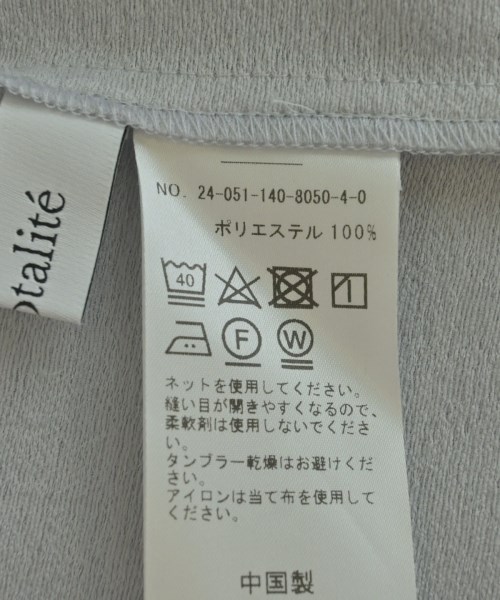 NO. 24-051-140-8050-4-0
ポリエステル 100%
40
F
W
ネットを使用してください。
縫い目が開きやすくなるので、
柔軟剤は使用しないでくださ
い。
タンブラー乾燥はお避けくだ
さい。
アイロンは当て布を使用して
ください。
中国製